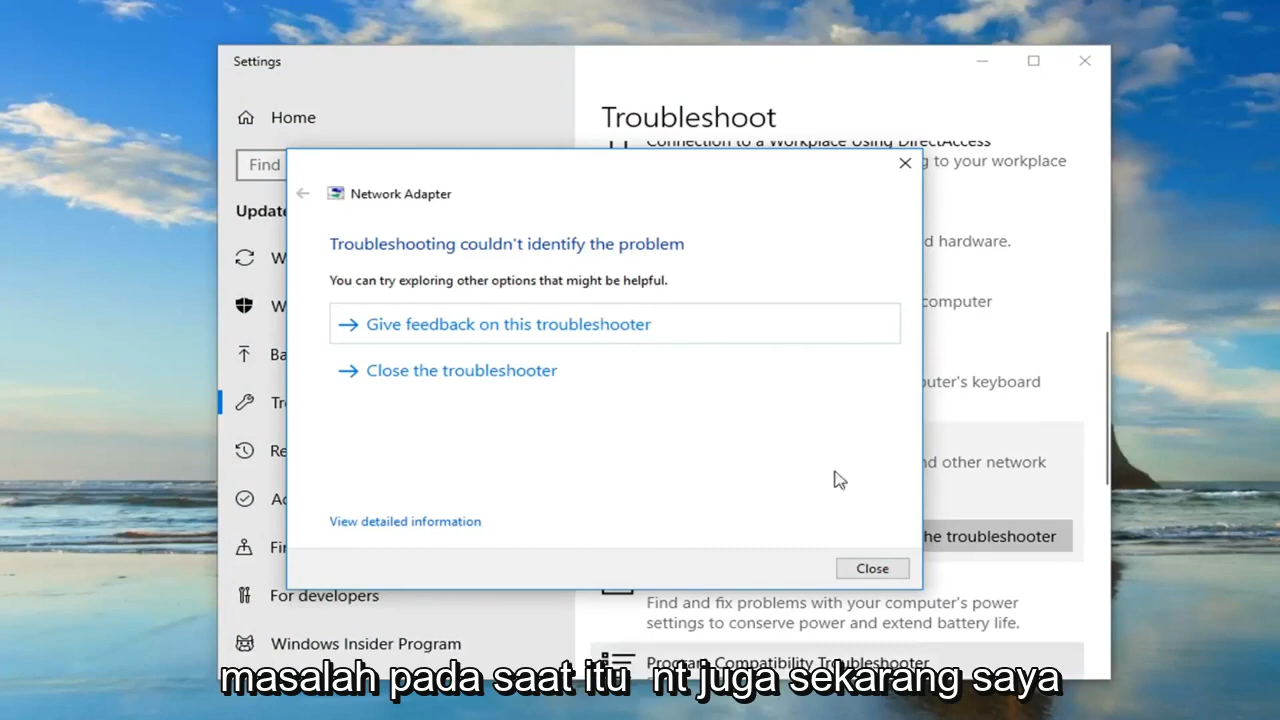 Settings
Home
Find
Update
W
W
Ba
Tr
Re
Ac
Fi
For developers
Windows Insider Program
Troubleshoot
Connection to a Workplace Using DirectAccess
g to your workplace
d hardware.
computer
uter's keyboard
nd other network
he troubleshooter
Find and fix problems with your computer's power
settings to conserve power and extend battery life.
Program Compatibility Troubleshooter
Network Adapter
Troubleshooting couldn't identify the problem
You can try exploring other options that might be helpful.
Give feedback on this troubleshooter
Close the troubleshooter
View detailed information
Close
masalah pada saat itu nt juga sekarang saya